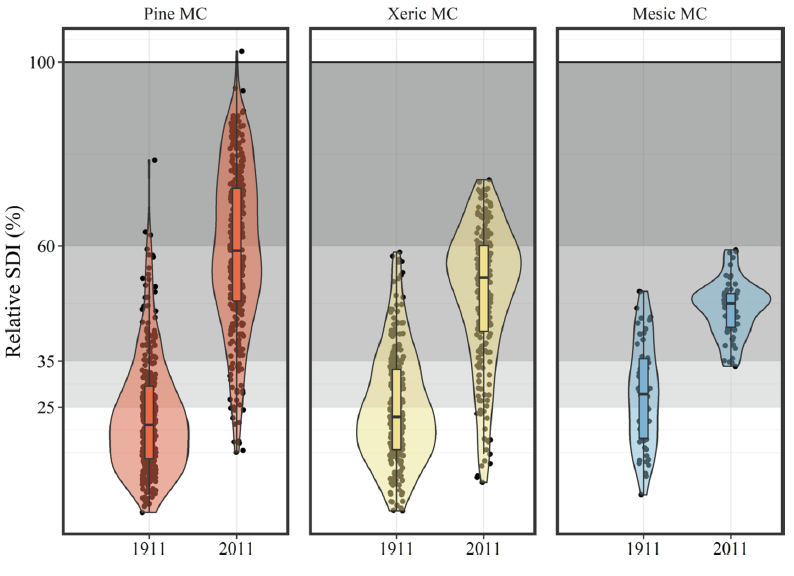 Pine MC
Xeric MC
Mesic MC
Relative SDI (%)
100
60
35
25
1911 2011 1911 2011 1911 2011